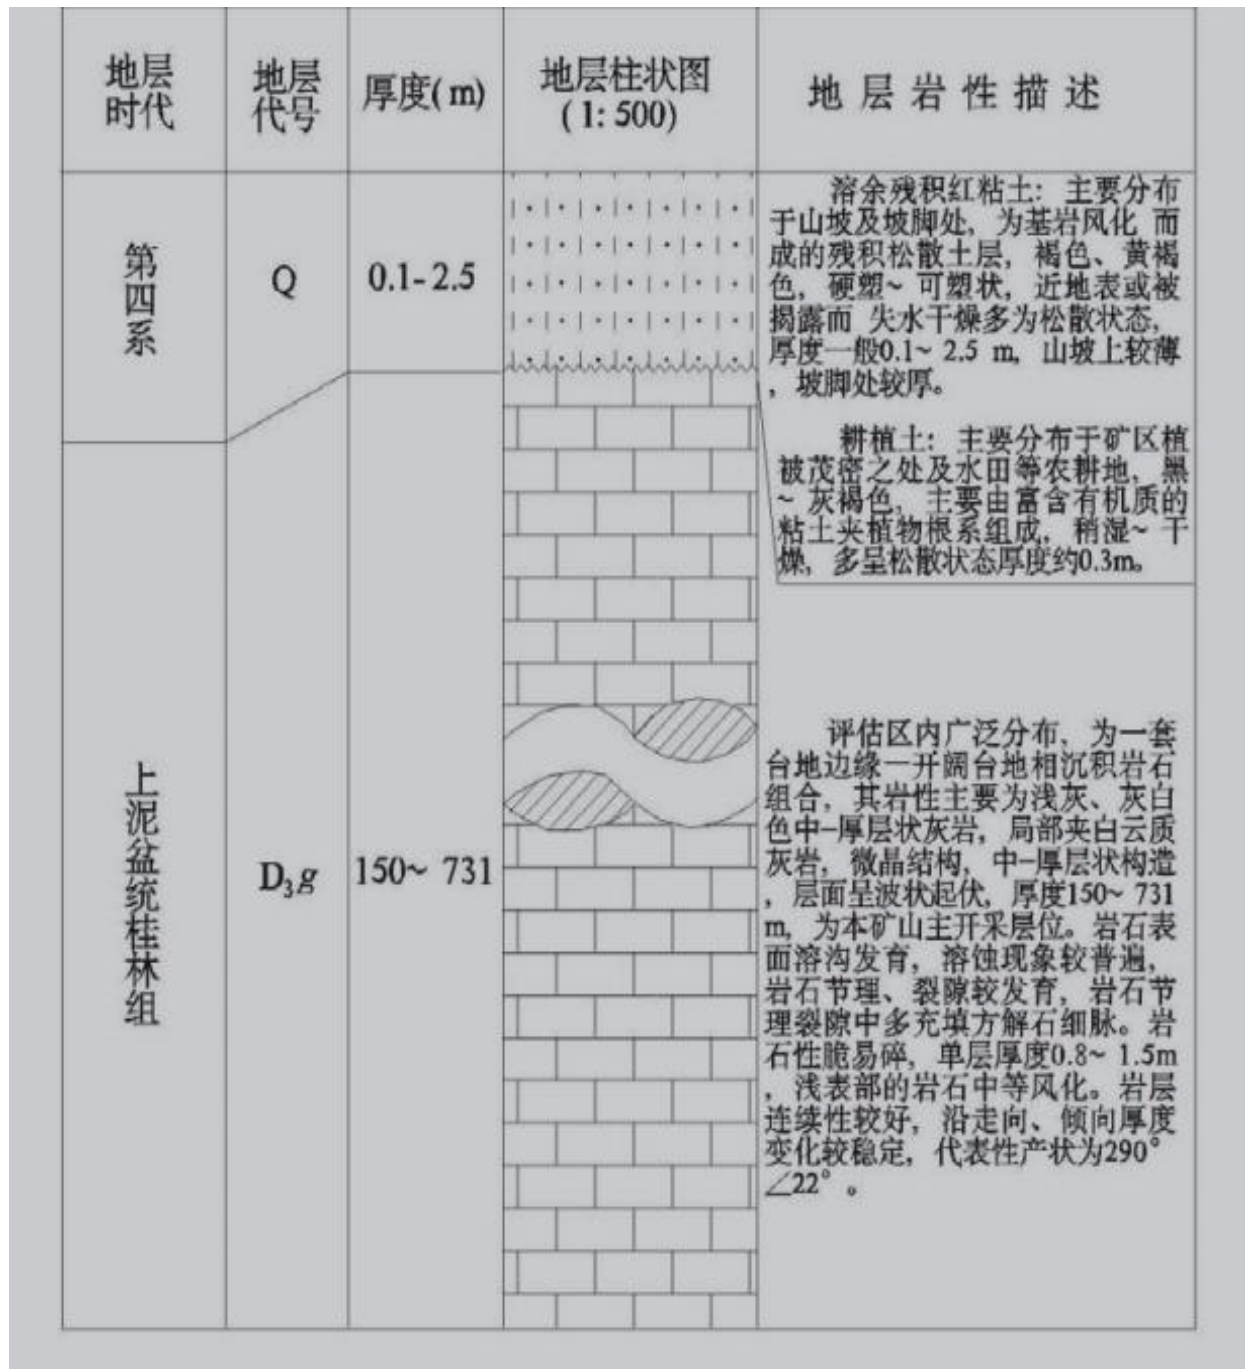 地层
时代
地层
代号
厚度(m)
地层柱状图
(1:500)
地层岩性描述
第四系
Q
0.1-2.5
溶余残积红粘土：主要分布
于山坡及坡脚处，为基岩风化 而
成的残积松散土层，褐色、黄褐
色，硬塑~ 可塑状，近地表或被
揭露而 失水干燥多为松散状态，
厚度一般0.1~ 2.5 m，山坡上较薄
，坡脚处较厚。
耕植土：主要分布于矿区植
被茂密之处及水田等农耕地，黑
~ 灰褐色，主要由富含有机质的
粘土夹植物根系组成，稍湿~ 干
燥，多呈松散状态厚度约0.3m。
上泥盆统桂林组
D₃g
150~ 731
评估区内广泛分布，为一套
台地边缘—开阔台地相沉积岩石
组合，其岩性主要为浅灰、灰白
色中-厚层状灰岩，局部夹白云质
灰岩，微晶结构，中-厚层状构造
，层面呈波状起伏，厚度150~ 731
m，为本矿山主开采层位。岩石表
面溶沟发育，溶蚀现象较普遍，
岩石节理、裂隙较发育，岩石节
理裂隙中多充填方解石细脉。岩
石性脆易碎，单层厚度0.8~ 1.5m
，浅表部的岩石中等风化。岩层
连续性较好，沿走向、倾向厚度
变化较稳定，代表性产状为290°
∠22°。